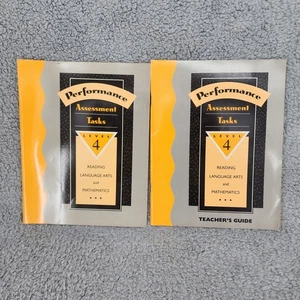 Performance
Assessment
Tasks
LEVEL
4
READING
LANGUAGE ARTS
and
MATHEMATICS
Performance
Assessment
Tasks
LEVEL
4
READING
LANGUAGE ARTS
and
MATHEMATICS
TEACHER'S GUIDE